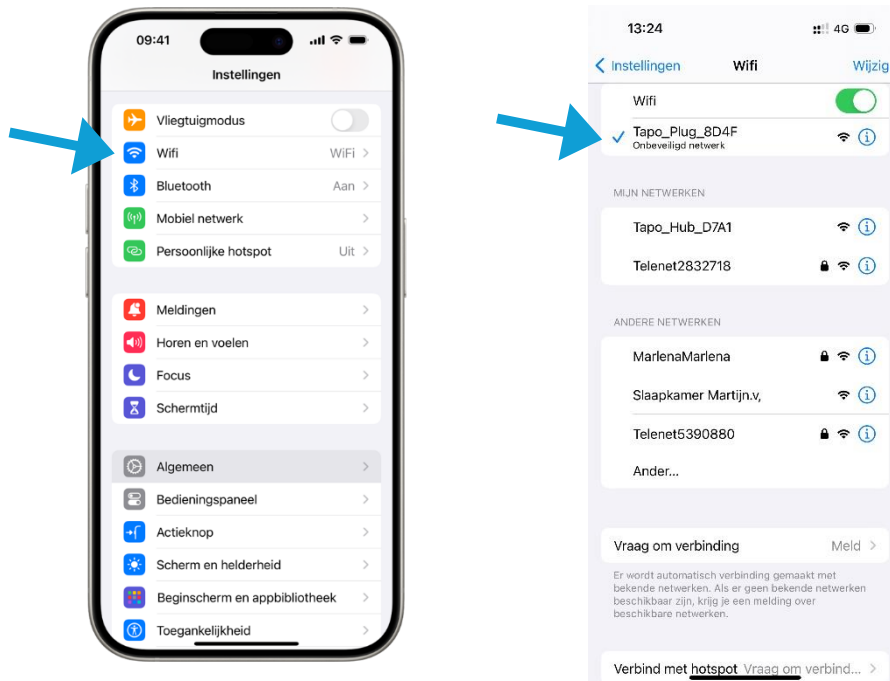 09:41
Instellingen
Vliegtuigmodus
Wifi WiFi
Bluetooth Aan
Mobiel netwerk
Persoonlijke hotspot Uit
Meldingen
Horen en voelen
Focus
Schermtijd
Algemeen
Bedieningspaneel
Actieknop
Scherm en helderheid
Beginscherm en appbibliotheek
Toegankelijkheid
13:24 4G
Instellingen Wifi Wijzig
Wifi
Tapo_Plug_8D4F
Onbeveiligd netwerk
MIJN NETWERKEN
Tapo_Hub_D7A1
Telenet2832718
ANDERE NETWERKEN
MarlenaMarlena
Slaapkamer Martijn.v,
Telenet5390880
Ander...
Vraag om verbinding Meld
Er wordt automatisch verbinding gemaakt met
bekende netwerken. Als er geen bekende netwerken
beschikbaar zijn, krijg je een melding over
beschikbare netwerken.
Verbind met hotspot Vraag om verbind...